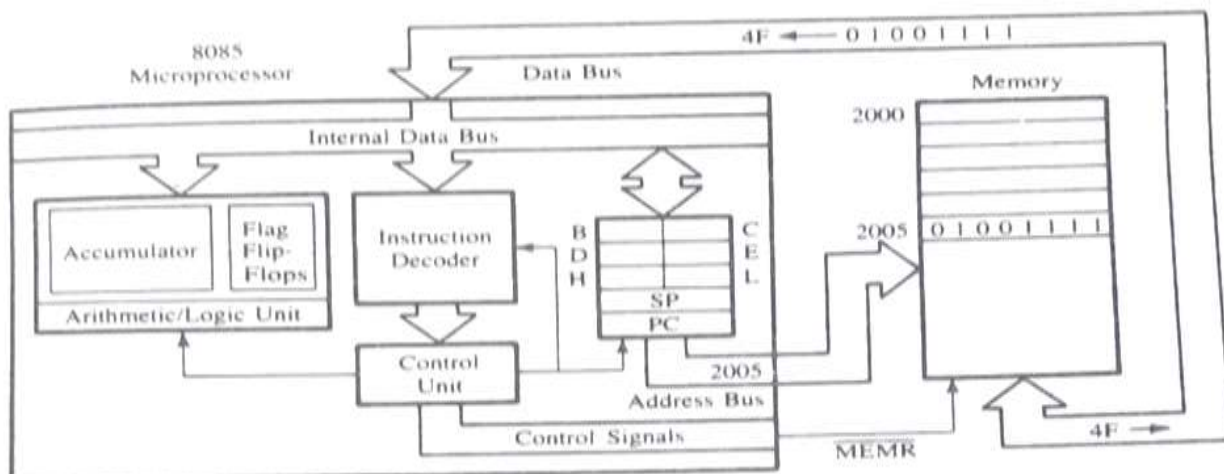 8085
Microprocessor
4F
0 1 0 0 1 1 1 1
Data Bus
Memory
2000
Internal Data Bus
Accumulator
Flag
Flip-
Flops
Arithmetic/Logic Unit
Instruction
Decoder
B
D
H
C
E
L
SP
PC
2005
0 1 0 0 1 1 1 1
Control
Unit
2005
Address Bus
Control Signals
MEMR
4F